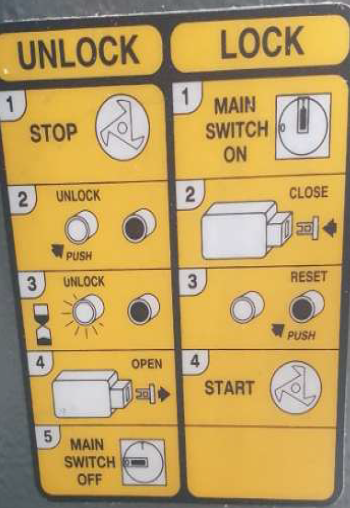 UNLOCK
1
STOP
2
UNLOCK
PUSH
3
UNLOCK
4
OPEN
5
MAIN
SWITCH
OFF
LOCK
1
MAIN
SWITCH
ON
2
CLOSE
3
RESET
PUSH
4
START